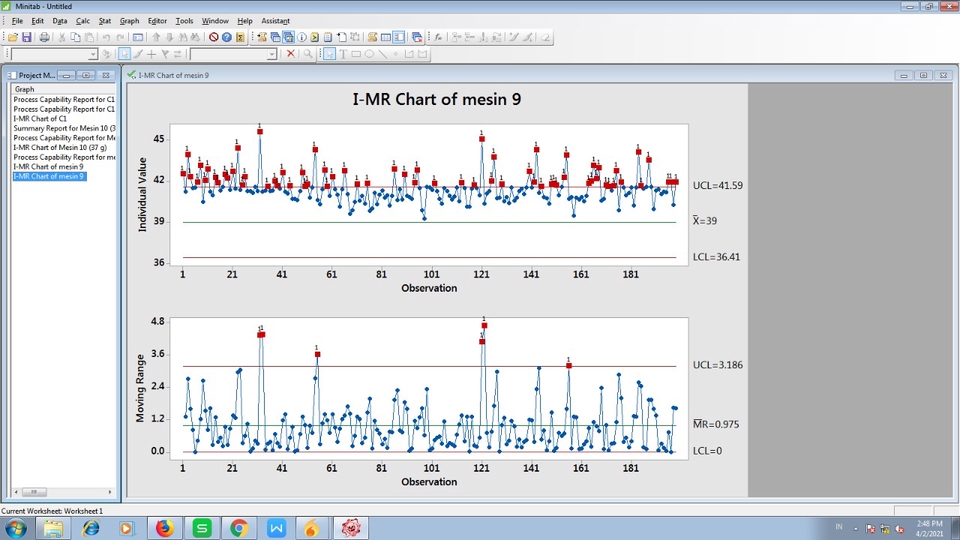 Minitab - Untitled
File Edit Data Calc Stat Graph Editor Tools Window Help Assistant
Project M...
Graph
Process Capability Report for C1
Process Capability Report for C1
I-MR Chart of C1
Summary Report for Mesin 10 (3
Process Capability Report for Me
I-MR Chart of Mesin 10 (37 g)
Process Capability Report for me
I-MR Chart of mesin 9
I-MR Chart of mesin 9
I-MR Chart of mesin 9
I-MR Chart of mesin 9
Individual Value
45
42
39
36
UCL=41.59
X̅=39
LCL=36.41
1 21 41 61 81 101 121 141 161 181
Observation
Moving Range
4.8
3.6
2.4
1.2
0.0
UCL=3.186
M̅R̅=0.975
LCL=0
1 21 41 61 81 101 121 141 161 181
Observation
Current Worksheet: Worksheet 1
IN
2:48 PM
4/2/2021